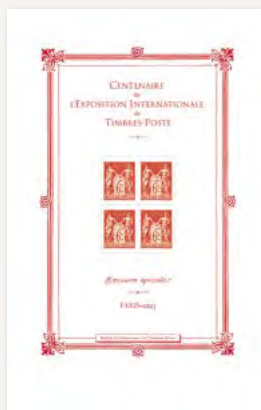 CENTENAIRE
de
L'EXPOSITION INTERNATIONALE
de
TIMBRES-POSTE
Émission spéciale